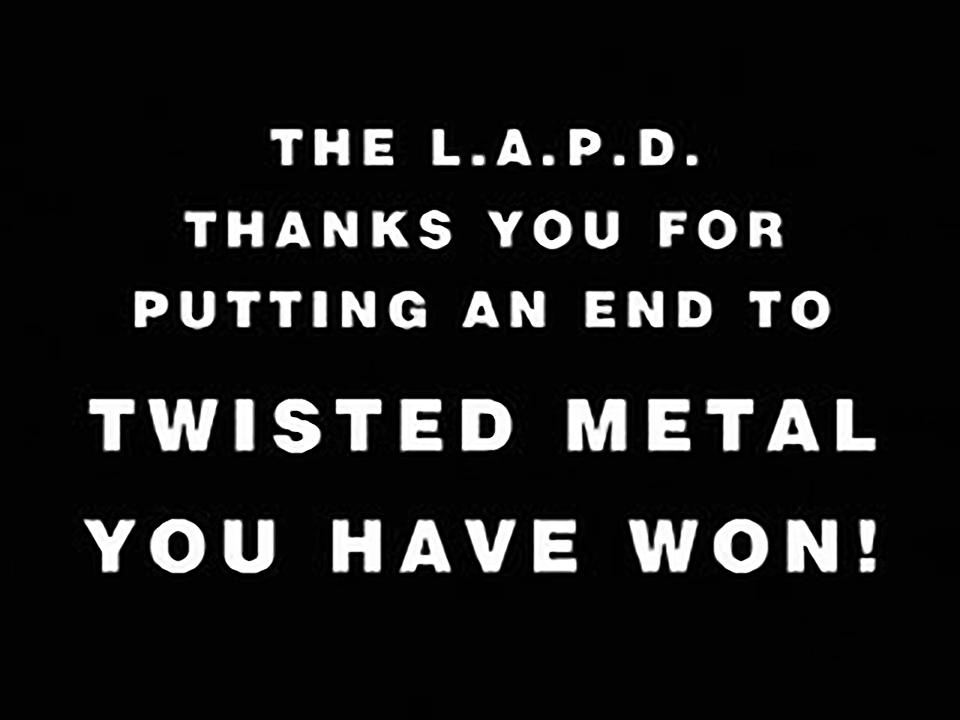 THE L.A.P.D.
THANKS YOU FOR
PUTTING AN END TO
TWISTED METAL
YOU HAVE WON!